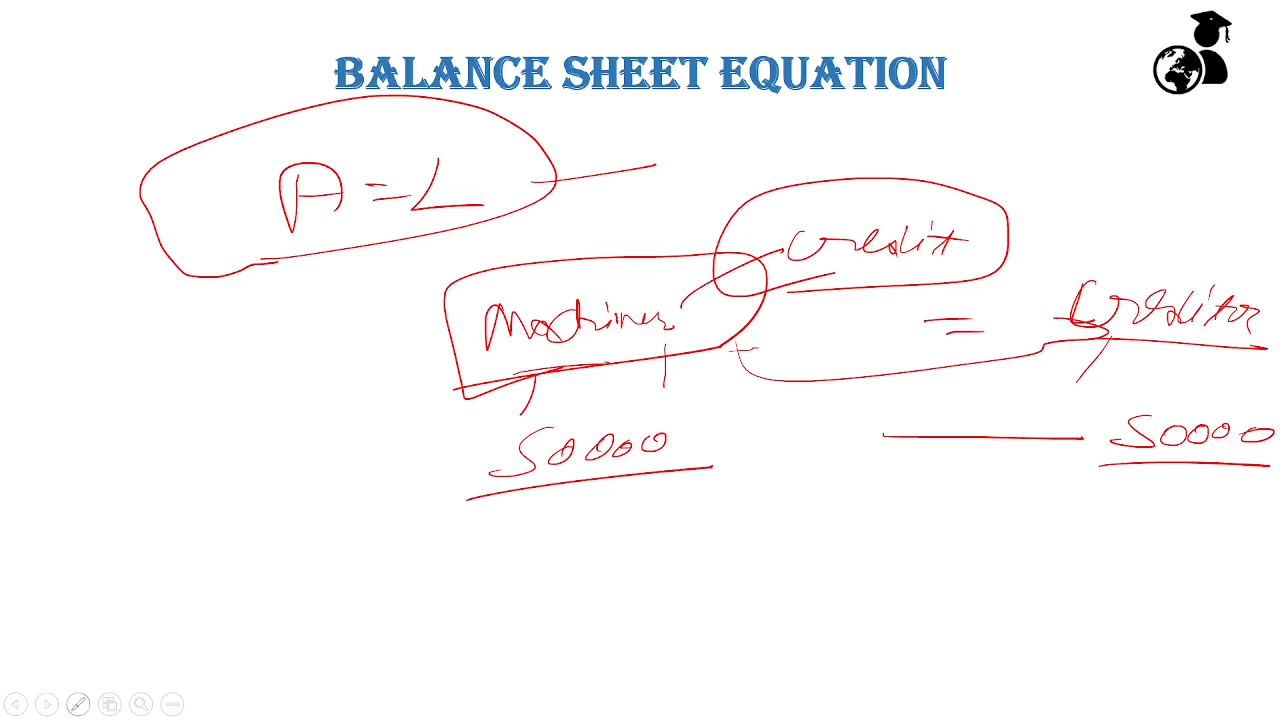 BALANCE SHEET EQUATION
A = L
credit
Machinery = Creditor
50000 50000